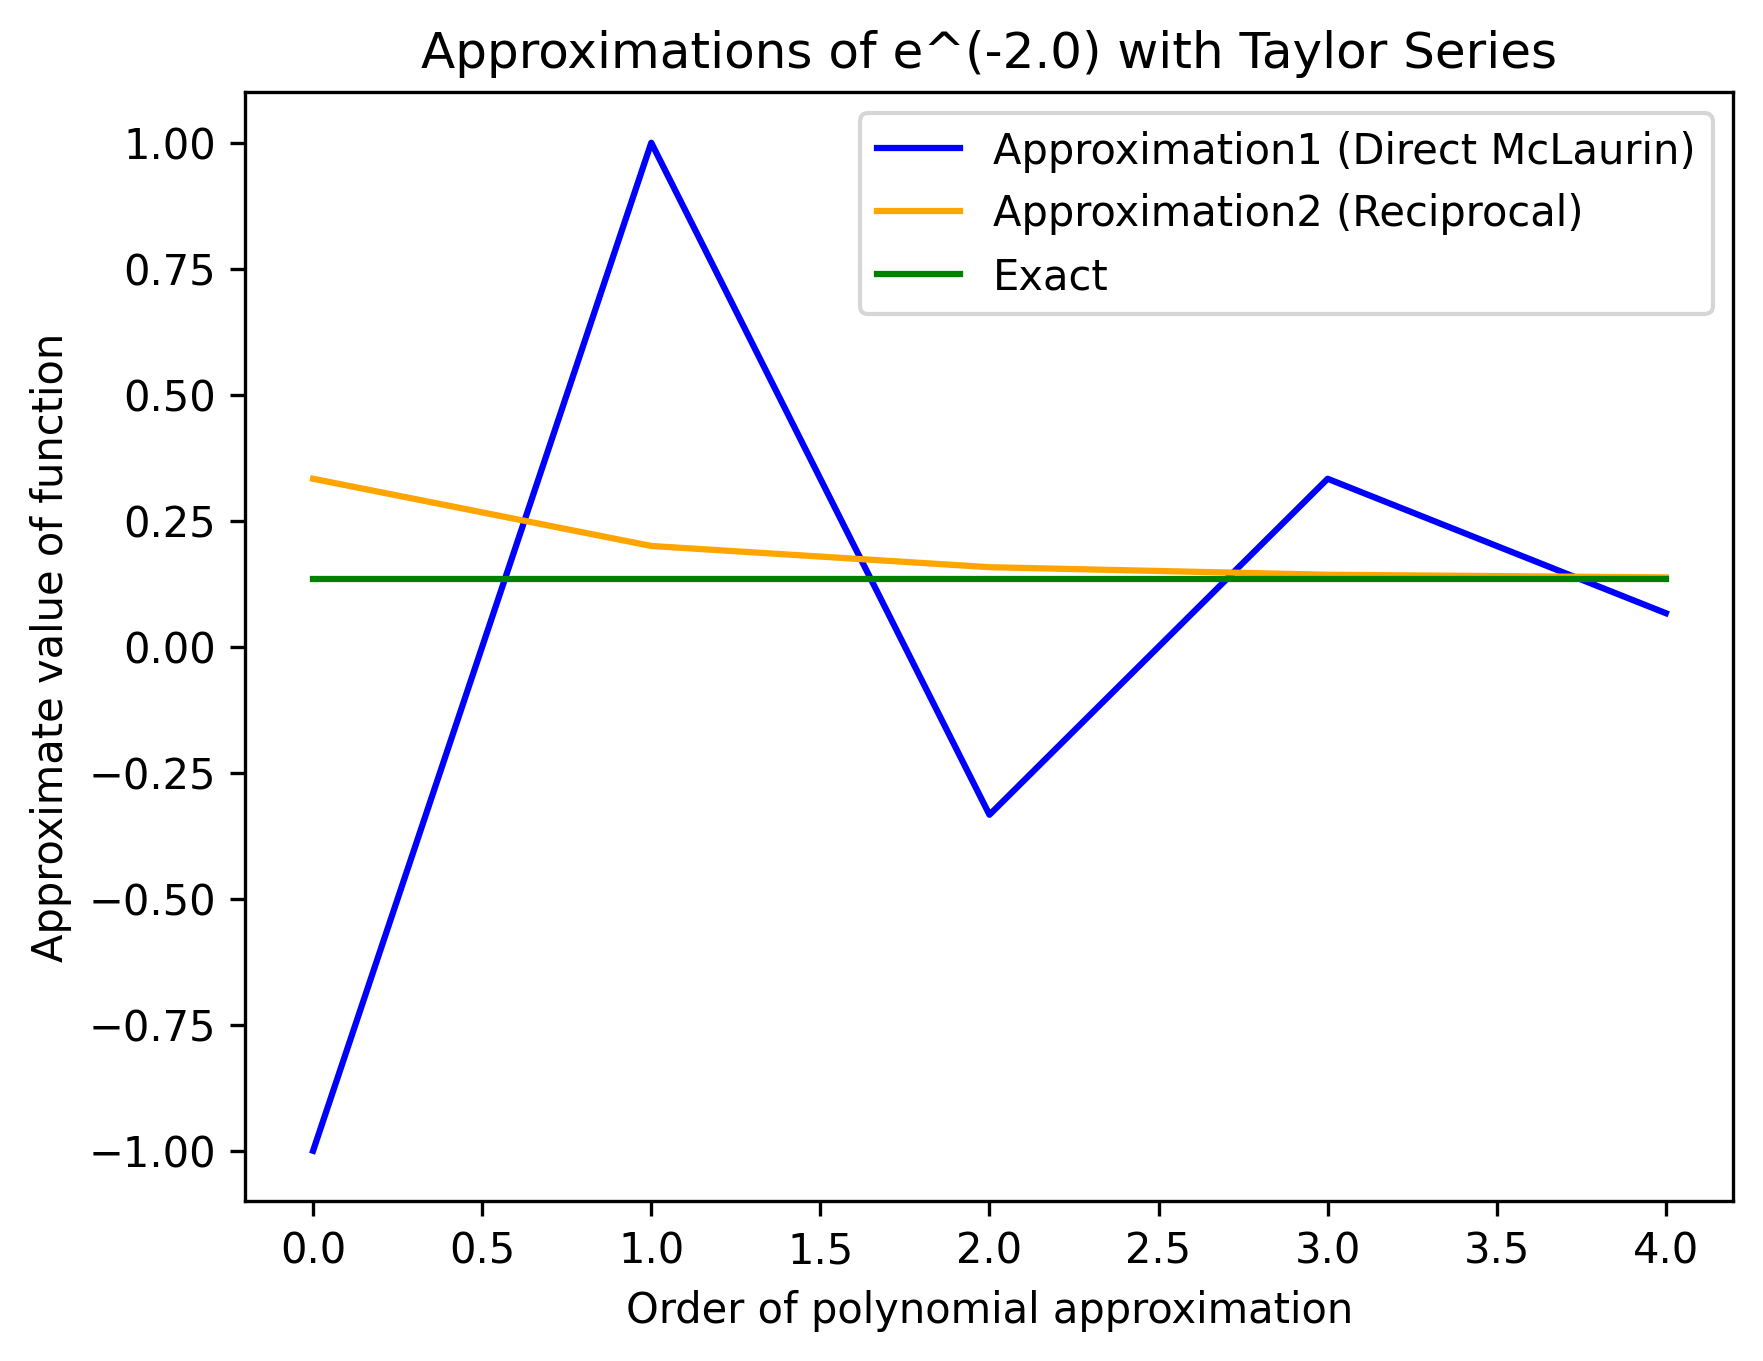 Approximations of e^(-2.0) with Taylor Series
Approximation1 (Direct McLaurin)
Approximation2 (Reciprocal)
Exact
Approximate value of function
1.00
0.75
0.50
0.25
0.00
−0.25
−0.50
−0.75
−1.00
0.0 0.5 1.0 1.5 2.0 2.5 3.0 3.5 4.0
Order of polynomial approximation